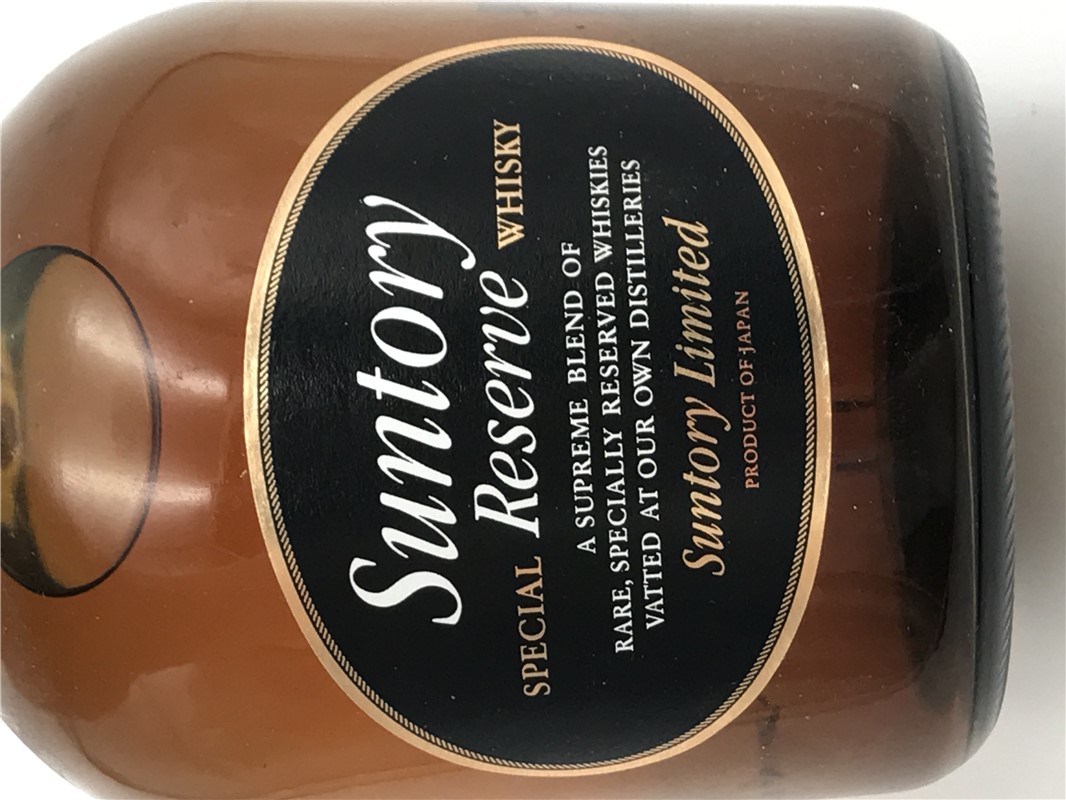 Suntory
SPECIAL Reserve WHISKY
A SUPREME BLEND OF
RARE, SPECIALLY RESERVED WHISKIES
VATTED AT OUR OWN DISTILLERIES
Suntory Limited
PRODUCT OF JAPAN